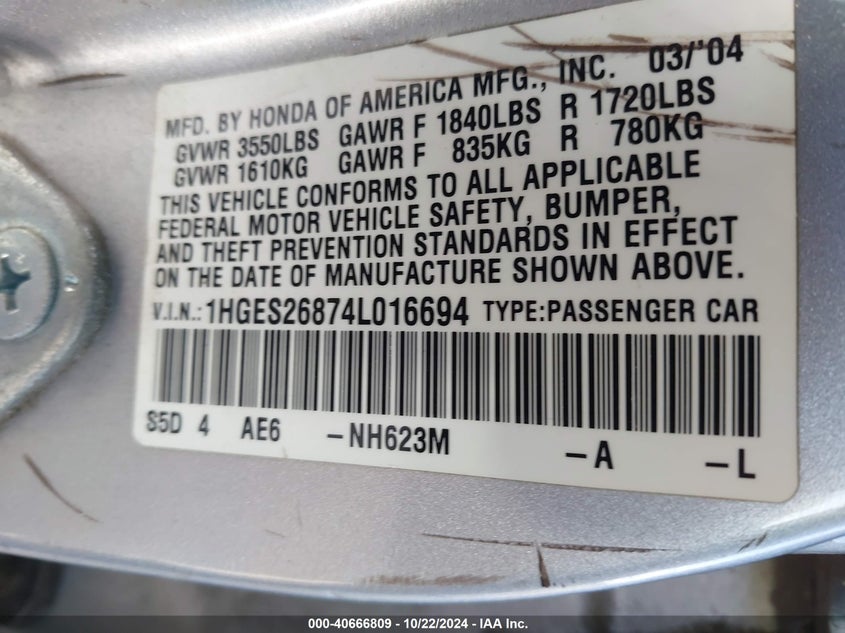 MFD. BY HONDA OF AMERICA MFG., INC. 03/'04
GVWR 3550LBS GAWR F 1840LBS R 1720LBS
GVWR 1610KG GAWR F 835KG R 780KG
THIS VEHICLE CONFORMS TO ALL APPLICABLE
FEDERAL MOTOR VEHICLE SAFETY, BUMPER,
AND THEFT PREVENTION STANDARDS IN EFFECT
ON THE DATE OF MANUFACTURE SHOWN ABOVE.
V.I.N.:1HGES26874L016694 TYPE:PASSENGER CAR
S5D 4 AE6 -NH623M -A -L
000-40666809 - 10/22/2024 - IAA Inc.